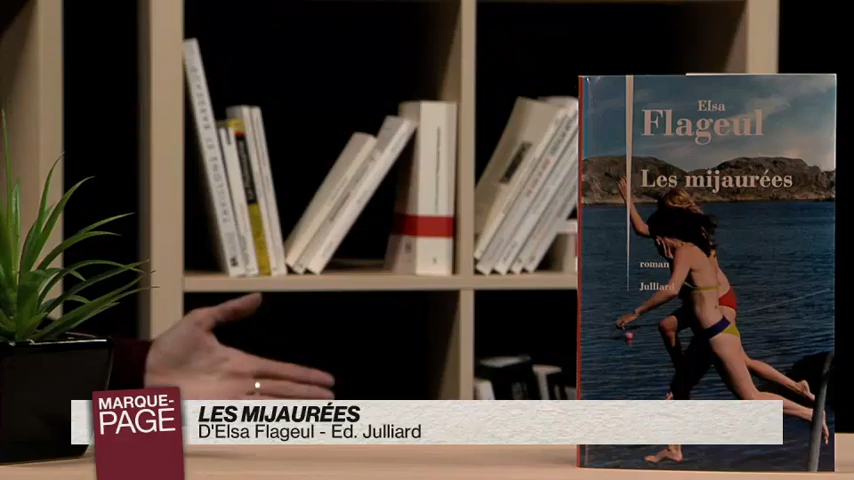 Elsa
Flageul
Les mijaurées
roman
Julliard
MARQUE-
PAGE
LES MIJAURÉES
D'Elsa Flageul - Ed. Julliard